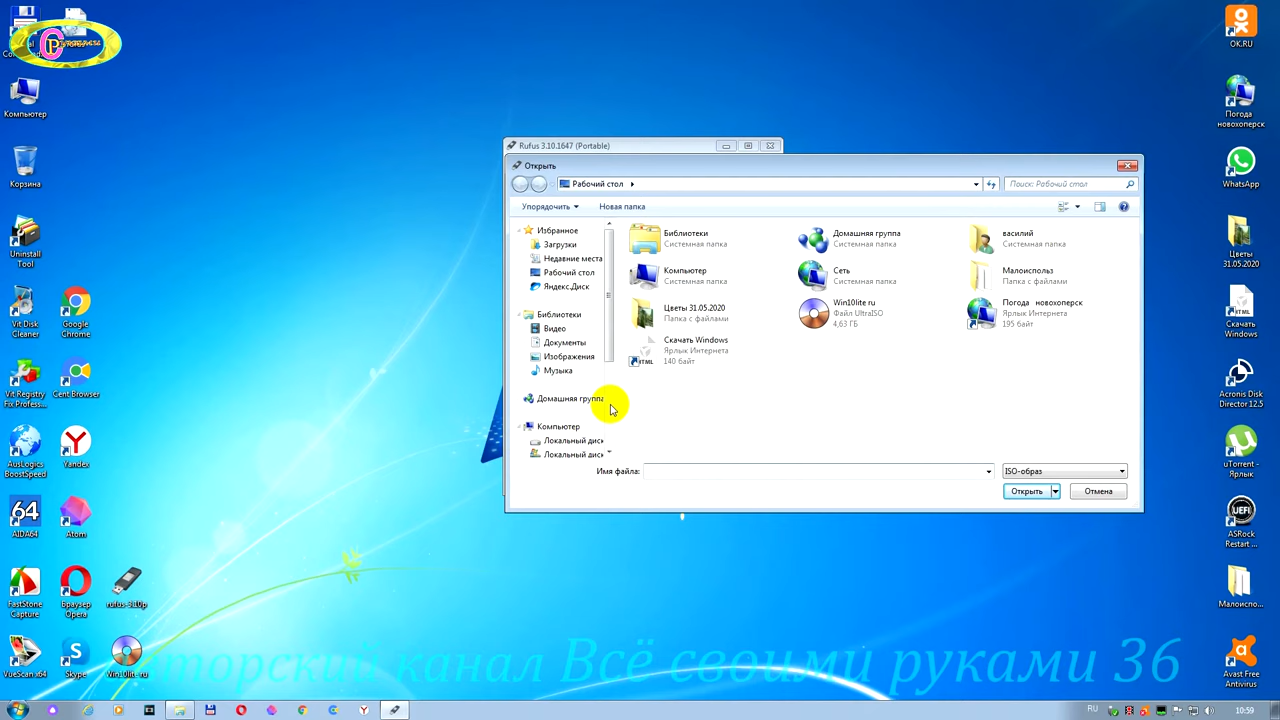 Компьютер
Корзина
Uninstall
Tool
Vit Disk
Cleaner
Google
Chrome
Vit Registry
Fix Profess...
Cent Browser
AusLogics
BoostSpeed
Yandex
AIDA64
Atom
FastStone
Capture
Браузер
Opera
rufus-3.10p
VueScan x64
Skype
Win10lite ru
Rufus 3.10.1647 (Portable)
Открыть
Рабочий стол
Поиск: Рабочий стол
Упорядочить
Новая папка
Избранное
Загрузки
Недавние места
Рабочий стол
Яндекс.Диск
Библиотеки
Видео
Документы
Изображения
Музыка
Домашняя группа
Компьютер
Локальный диск
Локальный диск
Библиотеки
Системная папка
Домашняя группа
Системная папка
василий
Системная папка
Компьютер
Системная папка
Сеть
Системная папка
Малоиспольз
Папка с файлами
Цветы 31.05.2020
Папка с файлами
Win10lite ru
Файл UltraISO
4,63 ГБ
Погода новохоперск
Ярлык Интернета
195 байт
Скачать Windows
Ярлык Интернета
140 байт
Имя файла:
ISO-образ
Открыть
Отмена
OK.RU
Погода
новохоперск
WhatsApp
Цветы
31.05.2020
Скачать
Windows
Acronis Disk
Director 12.5
uTorrent -
Ярлык
UEFI
ASRock
Restart ...
Малоиспо...
Avast Free
Antivirus
торский канал Всё своими руками 36
RU
10:59